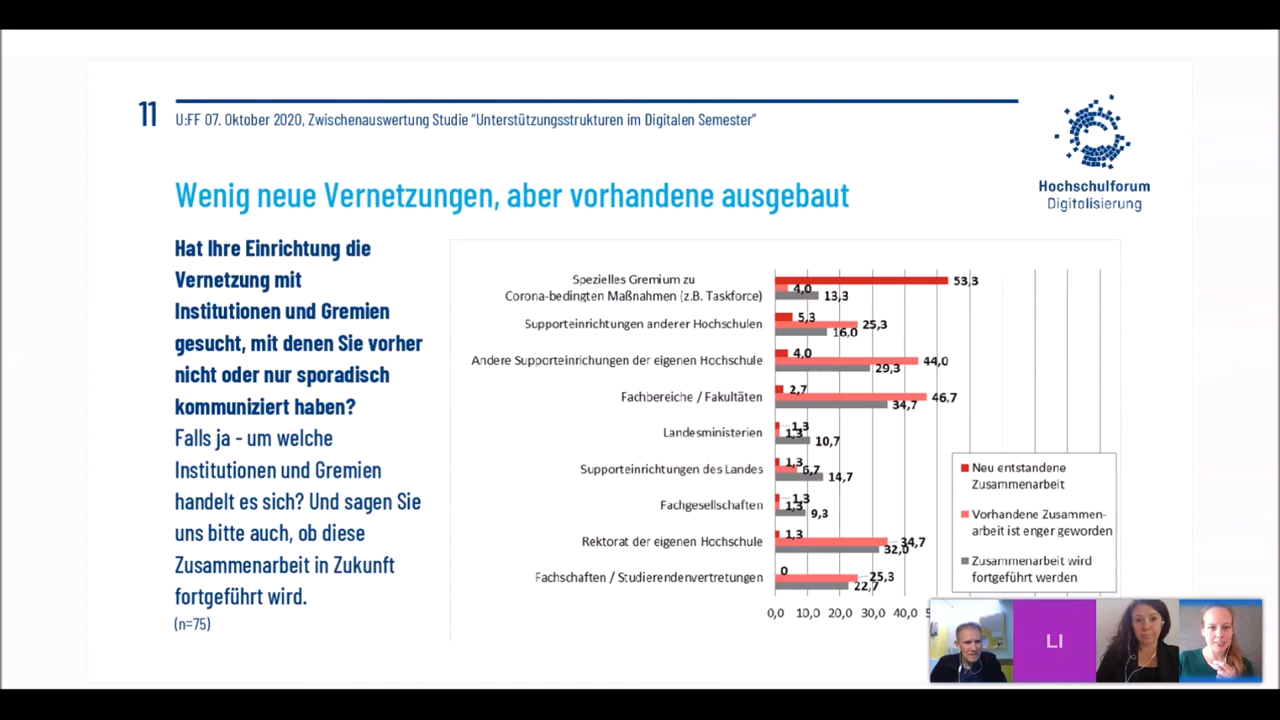 11
U:FF 07. Oktober 2020, Zwischenauswertung Studie "Unterstützungsstrukturen im Digitalen Semester"
Hochschulforum
Digitalisierung
Wenig neue Vernetzungen, aber vorhandene ausgebaut
Hat Ihre Einrichtung die
Vernetzung mit
Institutionen und Gremien
gesucht, mit denen Sie vorher
nicht oder nur sporadisch
kommuniziert haben?
Falls ja - um welche
Institutionen und Gremien
handelt es sich? Und sagen Sie
uns bitte auch, ob diese
Zusammenarbeit in Zukunft
fortgeführt wird.
(n=75)
Spezielles Gremium zu
Corona-bedingten Maßnahmen (z.B. Taskforce)
53,3
4,0
13,3
Supporteinrichtungen anderer Hochschulen
5,3
25,3
16,0
Andere Supporteinrichungen der eigenen Hochschule
4,0
44,0
29,3
Fachbereiche / Fakultäten
2,7
46,7
34,7
Landesministerien
1,3
1,3
10,7
Supporteinrichtungen des Landes
1,3
6,7
14,7
Fachgesellschaften
1,3
1,3
9,3
Rektorat der eigenen Hochschule
1,3
34,7
32,0
Fachschaften / Studierendenvertretungen
0
25,3
22,7
0,0 10,0 20,0 30,0 40,0
Neu entstandene
Zusammenarbeit
Vorhandene Zusammen-
arbeit ist enger geworden
Zusammenarbeit wird
fortgeführt werden
LI